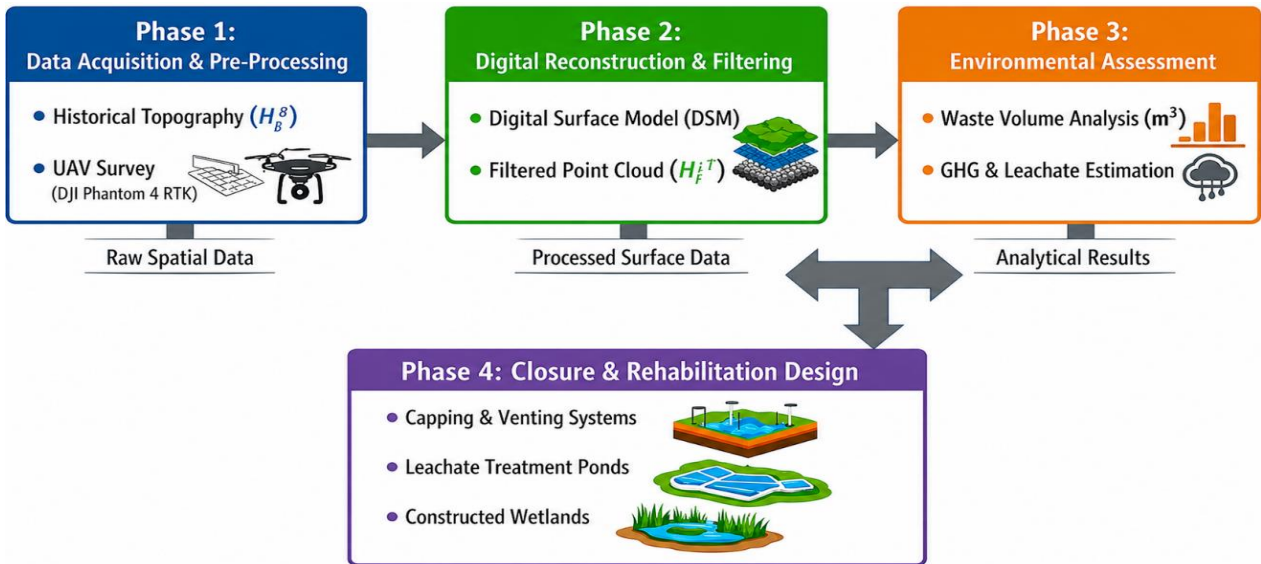 Phase 1:
Data Acquisition & Pre-Processing
• Historical Topography (H_B^8)
• UAV Survey
(DJI Phantom 4 RTK)
Raw Spatial Data
Phase 2:
Digital Reconstruction & Filtering
• Digital Surface Model (DSM)
• Filtered Point Cloud (H_F^{i T})
Processed Surface Data
Phase 3:
Environmental Assessment
• Waste Volume Analysis (m³)
• GHG & Leachate Estimation
Analytical Results
Phase 4: Closure & Rehabilitation Design
• Capping & Venting Systems
• Leachate Treatment Ponds
• Constructed Wetlands